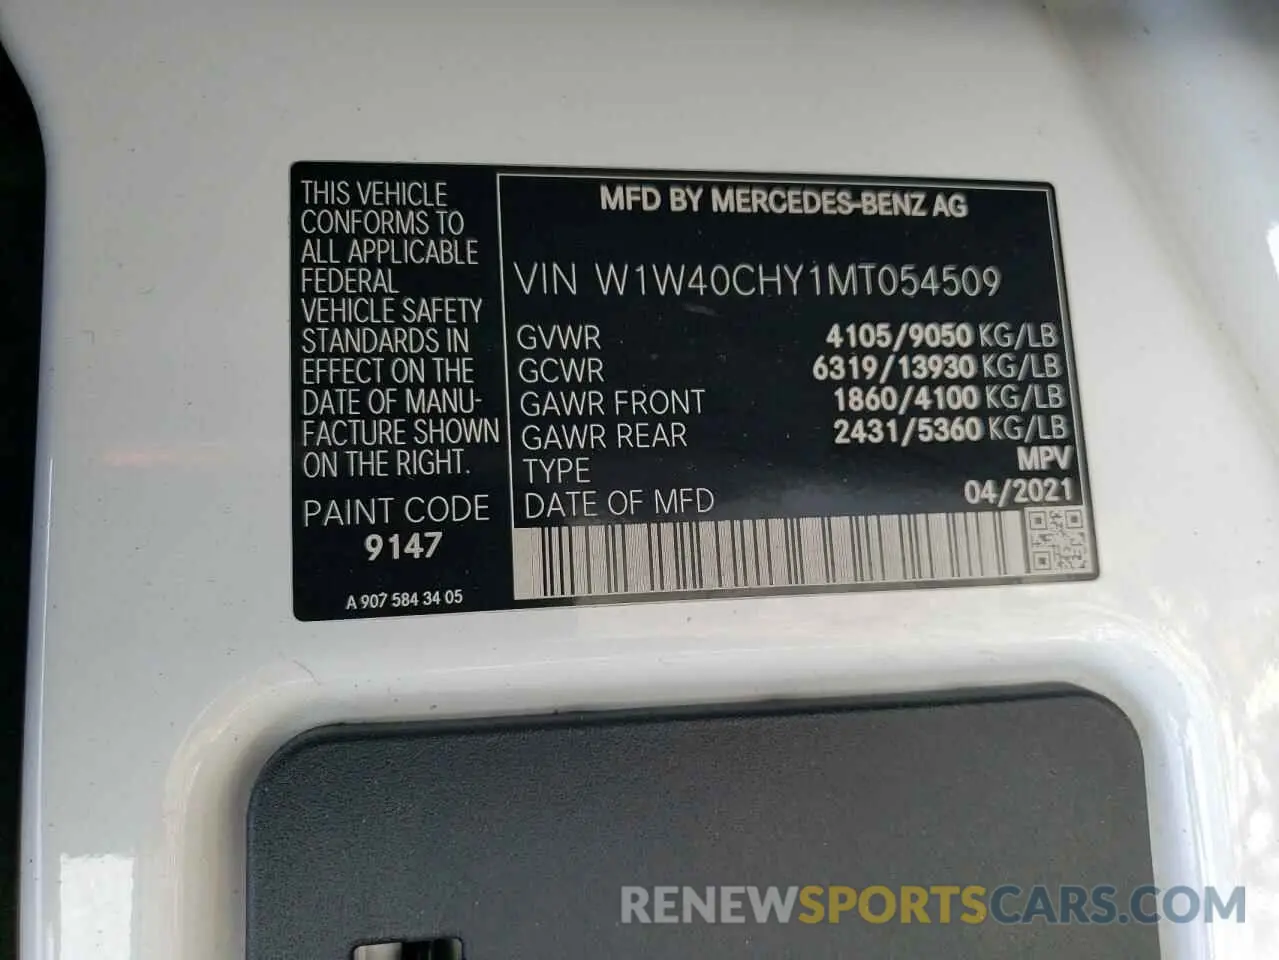 THIS VEHICLE
CONFORMS TO
ALL APPLICABLE
FEDERAL
VEHICLE SAFETY
STANDARDS IN
EFFECT ON THE
DATE OF MANU-
FACTURE SHOWN
ON THE RIGHT.
PAINT CODE
9147
A 907 584 34 05
MFD BY MERCEDES-BENZ AG
VIN W1W40CHY1MT054509
GVWR 4105/9050 KG/LB
GCWR 6319/13930 KG/LB
GAWR FRONT 1860/4100 KG/LB
GAWR REAR 2431/5360 KG/LB
TYPE MPV
DATE OF MFD 04/2021
RENEWSPORTSCARS.COM